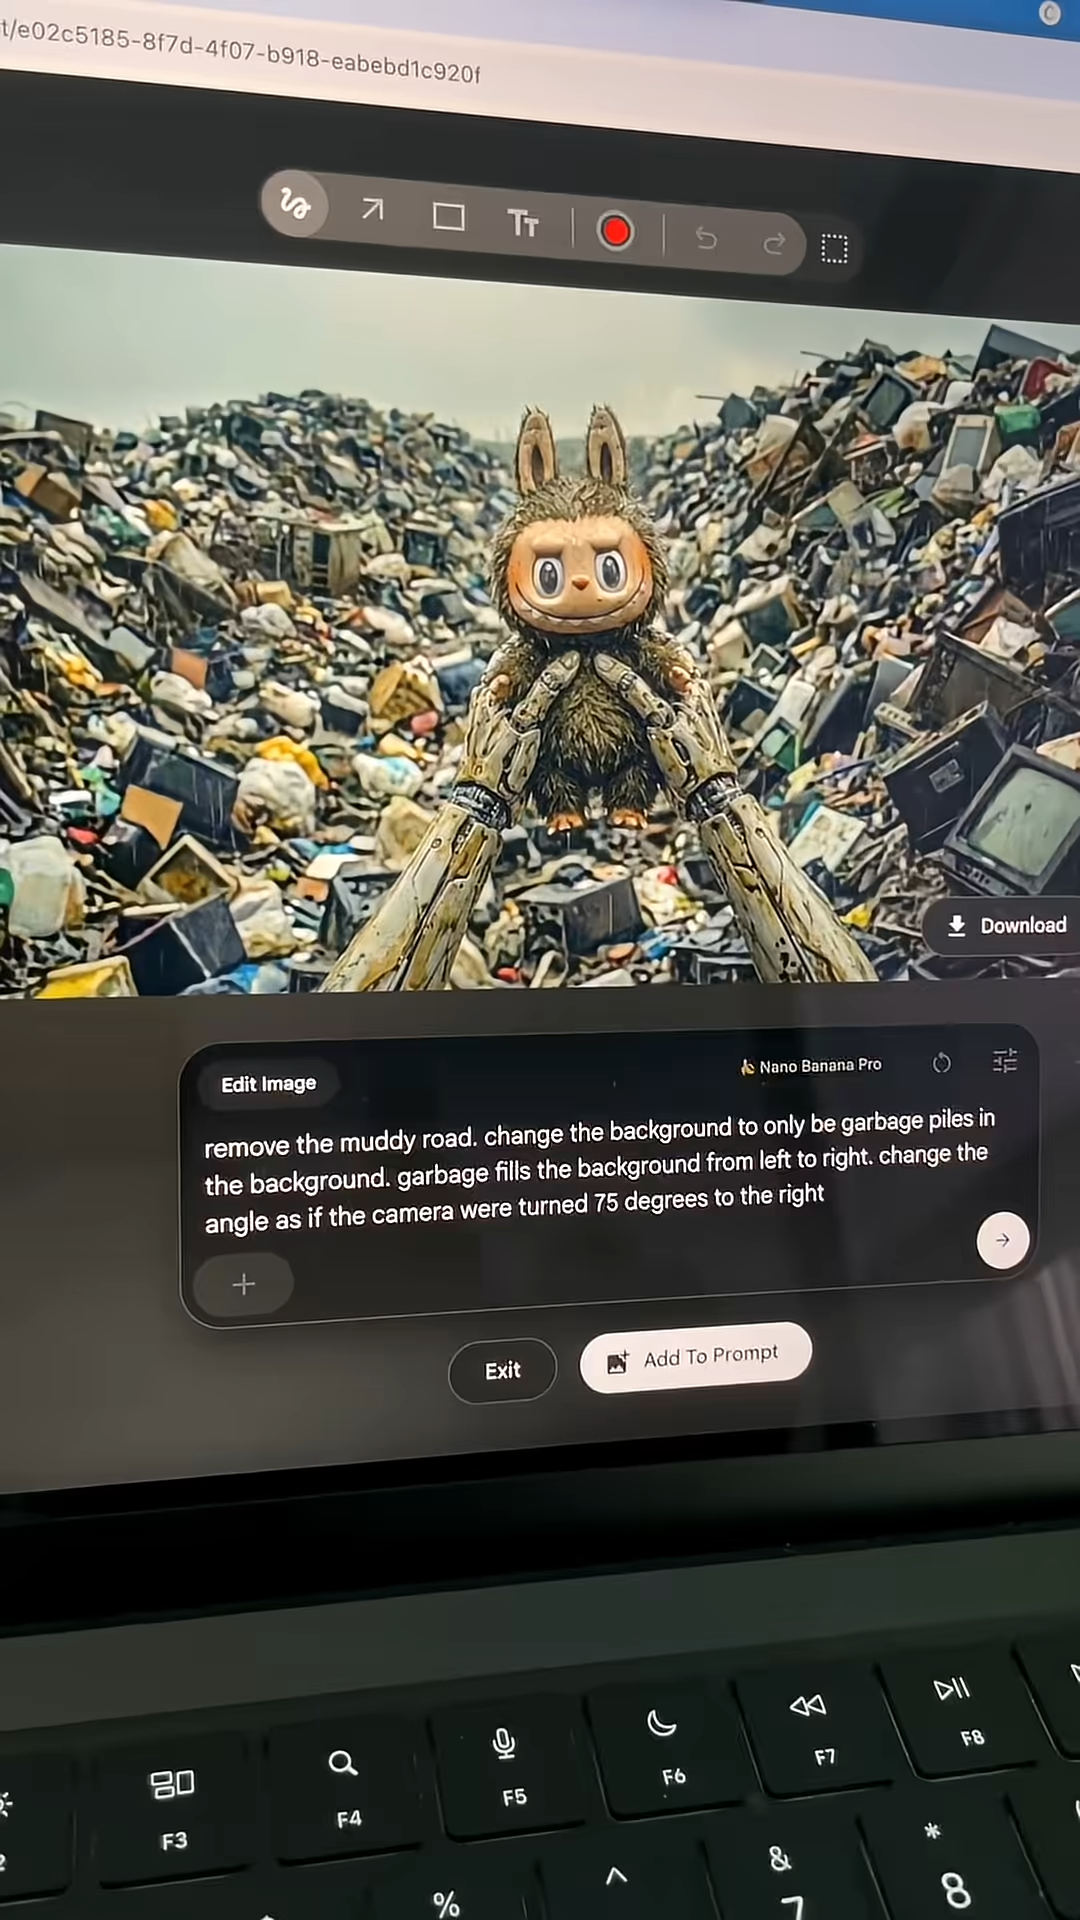 t/e02c5185-8f7d-4f07-b918-eabebd1c920f
TT
Download
Edit Image
Nano Banana Pro
remove the muddy road. change the background to only be garbage piles in
the background. garbage fills the background from left to right. change the
angle as if the camera were turned 75 degrees to the right
Exit
Add To Prompt
F3
F4
F5
F6
F7
F8
%
^
&
7
*
8